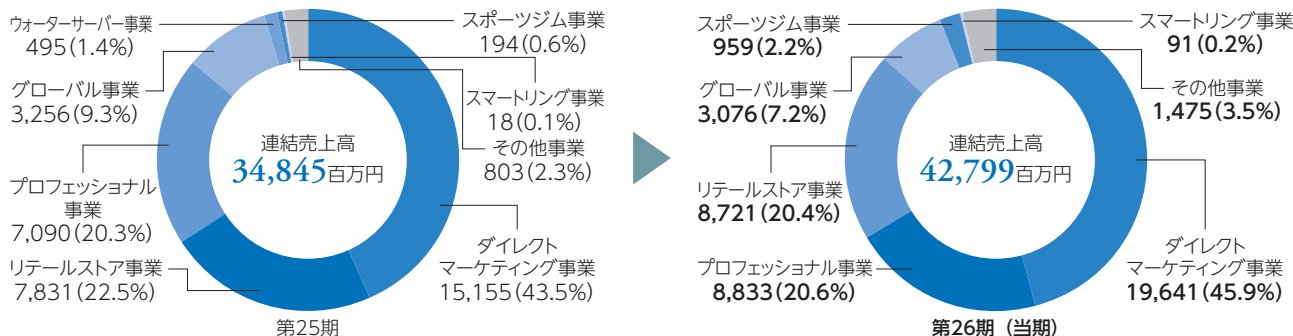 ウォーターサーバー事業
495(1.4%)
グローバル事業
3,256(9.3%)
プロフェッショナル
事業
7,090(20.3%)
リテールストア事業
7,831(22.5%)
連結売上高
34,845百万円
スポーツジム事業
194(0.6%)
スマートリング事業
18(0.1%)
その他事業
803(2.3%)
ダイレクト
マーケティング事業
15,155(43.5%)
第25期
スポーツジム事業
959(2.2%)
グローバル事業
3,076(7.2%)
リテールストア事業
8,721(20.4%)
プロフェッショナル事業
8,833(20.6%)
連結売上高
42,799百万円
スマートリング事業
91(0.2%)
その他事業
1,475(3.5%)
ダイレクト
マーケティング事業
19,641(45.9%)
第26期（当期）